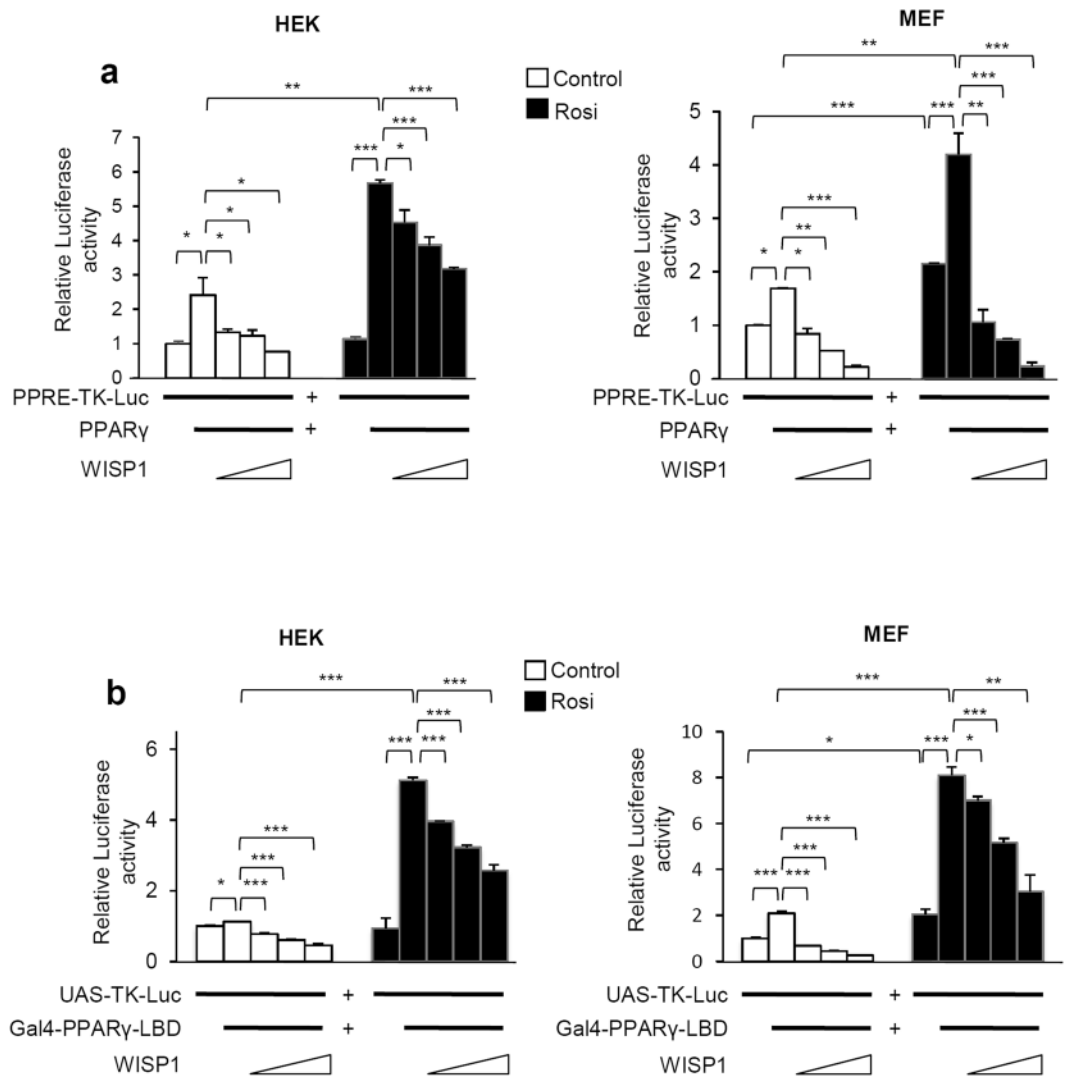 HEK
MEF
a
Control
Rosi
** ***
***
*** *
*
*
* *
7
6
5
4
3
2
1
0
Relative Luciferase
activity
** ***
***
*** *** **
***
**
* *
5
4
3
2
1
0
Relative Luciferase
activity
PPRE-TK-Luc +
PPARγ +
WISP1
PPRE-TK-Luc +
PPARγ +
WISP1
HEK
MEF
b
Control
Rosi
*** ***
***
*** ***
***
***
* ***
6
4
2
0
Relative Luciferase
activity
*** **
***
* *** *
***
***
*** ***
10
8
6
4
2
0
Relative Luciferase
activity
UAS-TK-Luc +
Gal4-PPARγ-LBD +
WISP1
UAS-TK-Luc +
Gal4-PPARγ-LBD +
WISP1